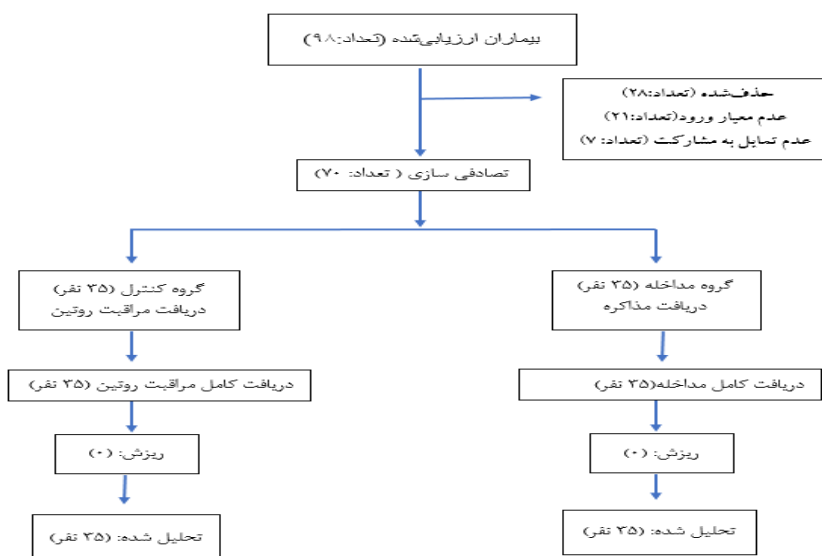 بیماران ارزیابی‌شده (تعداد:۹۸)
حذف‌شده (تعداد:۲۸)
عدم معیار ورود(تعداد:۲۱)
عدم تمایل به مشارکت (تعداد: ۷)
تصادفی سازی ( تعداد: ۷۰)
گروه مداخله (۳۵ نفر)
دریافت مذاکره
گروه کنترل (۳۵ نفر)
دریافت مراقبت روتین
دریافت کامل مداخله(۳۵ نفر)
دریافت کامل مراقبت روتین (۳۵ نفر)
ریزش: (۰)
ریزش: (۰)
تحلیل شده: (۳۵ نفر)
تحلیل شده: (۳۵ نفر)